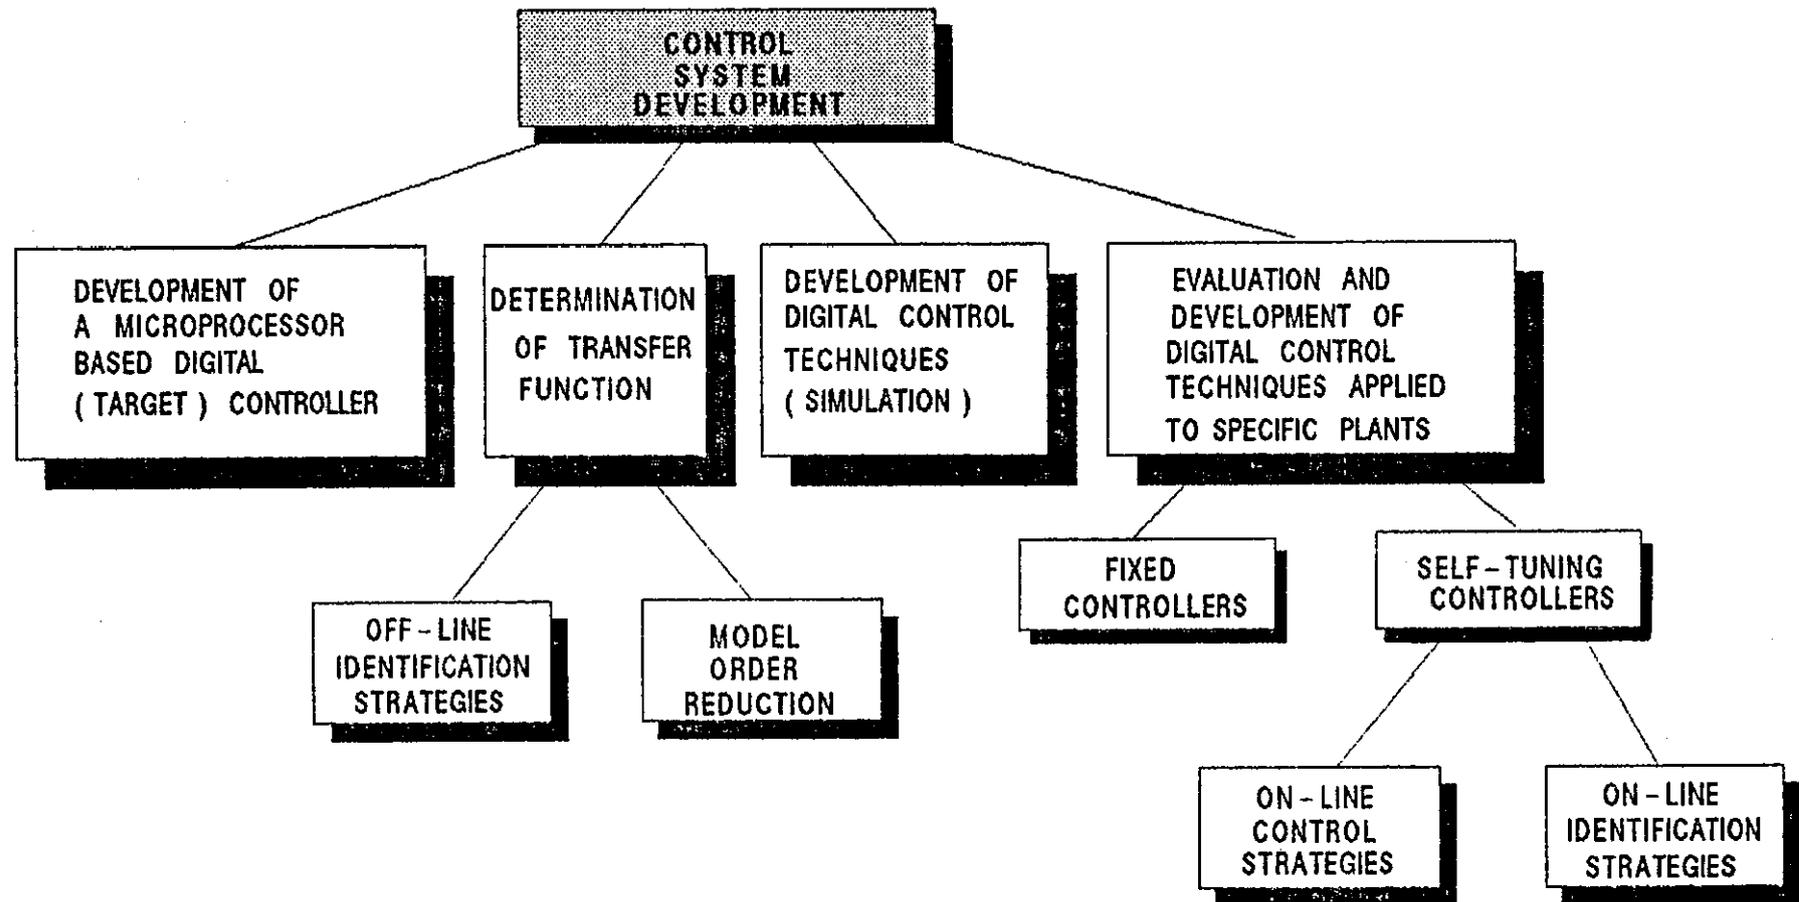 CONTROL
SYSTEM
DEVELOPMENT
DEVELOPMENT OF
A MICROPROCESSOR
BASED DIGITAL
( TARGET ) CONTROLLER
DETERMINATION
OF TRANSFER
FUNCTION
DEVELOPMENT OF
DIGITAL CONTROL
TECHNIQUES
( SIMULATION )
EVALUATION AND
DEVELOPMENT OF
DIGITAL CONTROL
TECHNIQUES APPLIED
TO SPECIFIC PLANTS
OFF-LINE
IDENTIFICATION
STRATEGIES
MODEL
ORDER
REDUCTION
FIXED
CONTROLLERS
SELF-TUNING
CONTROLLERS
ON-LINE
CONTROL
STRATEGIES
ON-LINE
IDENTIFICATION
STRATEGIES